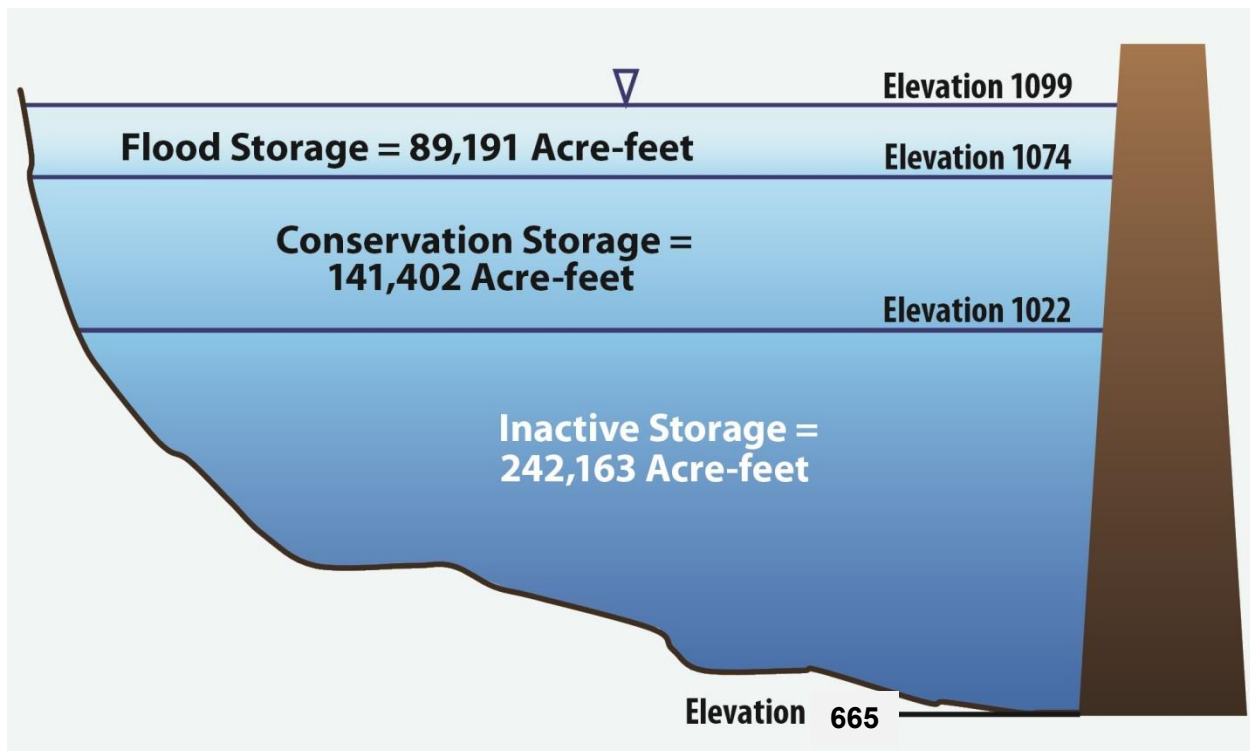 Elevation 1099
Flood Storage = 89,191 Acre-feet
Elevation 1074
Conservation Storage =
141,402 Acre-feet
Elevation 1022
Inactive Storage =
242,163 Acre-feet
Elevation 665